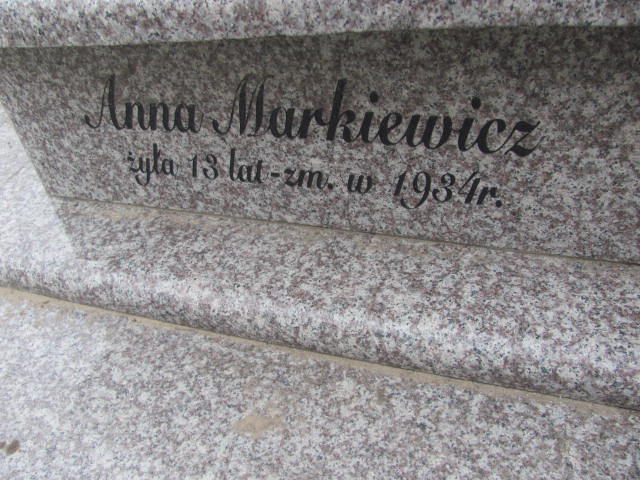 Anna Markiewicz
żyła 13 lat-zm. w 1934r.